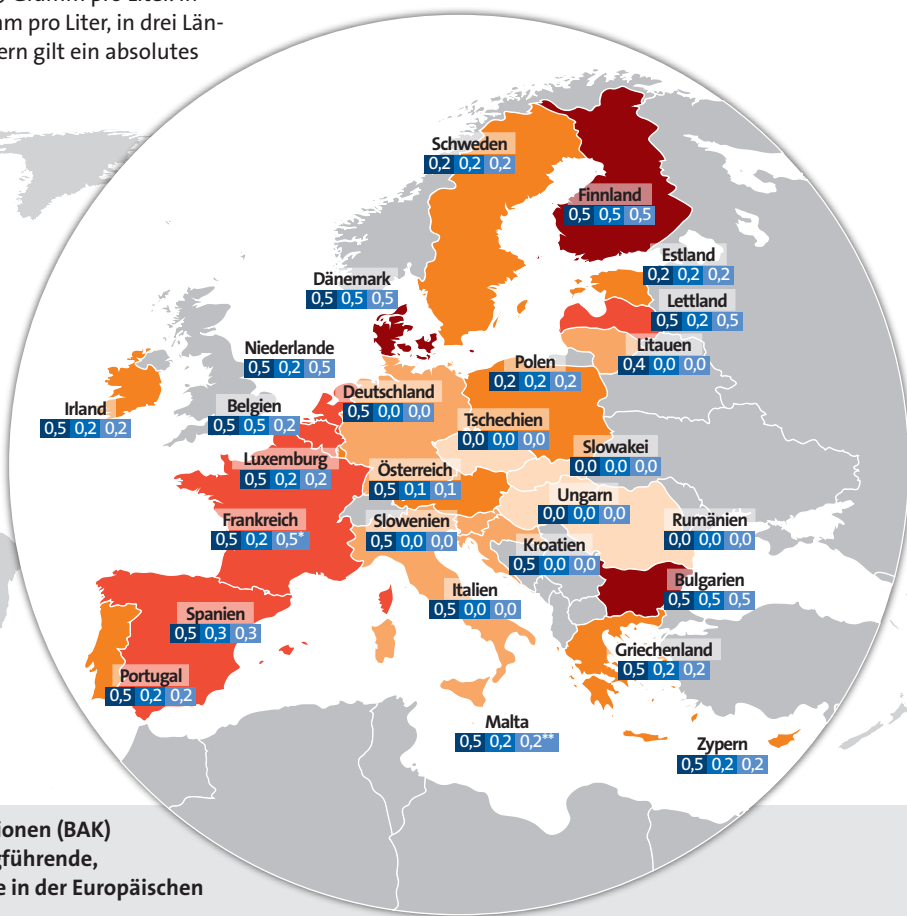 am pro Liter, in drei Län-
ern gilt ein absolutes
Schweden
0,2 0,2 0,2
Finnland
0,5 0,5 0,5
Estland
0,2 0,2 0,2
Dänemark
0,5 0,5 0,5
Lettland
0,5 0,2 0,5
Litauen
0,4 0,0 0,0
Niederlande
0,5 0,2 0,5
Polen
0,2 0,2 0,2
Deutschland
0,5 0,0 0,0
Irland
0,5 0,2 0,2
Belgien
0,5 0,5 0,2
Tschechien
0,0 0,0 0,0
Slowakei
0,0 0,0 0,0
Luxemburg
0,5 0,2 0,2
Österreich
0,5 0,1 0,1
Ungarn
0,0 0,0 0,0
Frankreich
0,5 0,2 0,5*
Slowenien
0,5 0,0 0,0
Rumänien
0,0 0,0 0,0
Kroatien
0,5 0,0 0,0
Italien
0,5 0,0 0,0
Bulgarien
0,5 0,5 0,5
Spanien
0,5 0,3 0,3
Griechenland
0,5 0,2 0,2
Portugal
0,5 0,2 0,2
Malta
0,5 0,2 0,2**
Zypern
0,5 0,2 0,2
ionen (BAK)
gführende,
e in der Europäischen